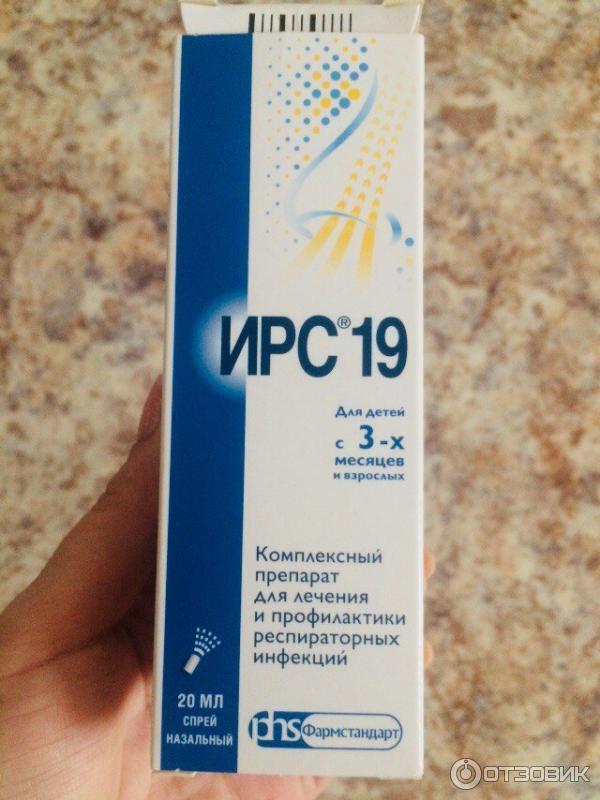 ИРС® 19
Для детей
с 3-х
месяцев
и взрослых
Комплексный
препарат
для лечения
и профилактики
респираторных
инфекций
20 МЛ
СПРЕЙ
НАЗАЛЬНЫЙ
phs Фармстандарт
ОТЗОВИК